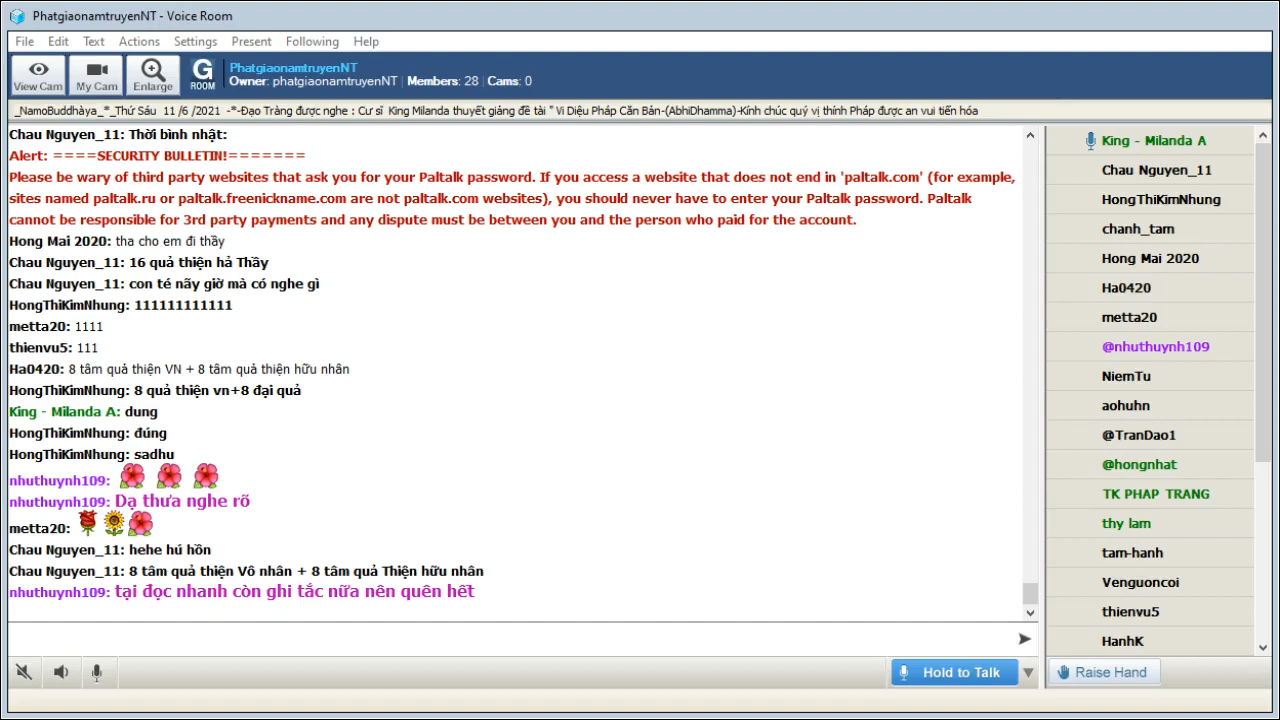 PhatgiaonamtruyenNT - Voice Room
File Edit Text Actions Settings Present Following Help
View Cam My Cam Enlarge G ROOM
PhatgiaonamtruyenNT
Owner: phatgiaonamtruyenNT | Members: 28 | Cams: 0
_NamoBuddhàya_*_Thứ Sáu 11 /6 /2021 -*-Đạo Tràng được nghe : Cư sĩ King Milanda thuyết giảng đề tài " Vi Diệu Pháp Căn Bản-(AbhiDhamma)-Kính chúc quý vị thính Pháp được an vui tiến hóa
Chau Nguyen_11: Thời bình nhật:
Alert: ====SECURITY BULLETIN!=======
Please be wary of third party websites that ask you for your Paltalk password. If you access a website that does not end in 'paltalk.com' (for example,
sites named paltalk.ru or paltalk.freenickname.com are not paltalk.com websites), you should never have to enter your Paltalk password. Paltalk
cannot be responsible for 3rd party payments and any dispute must be between you and the person who paid for the account.
Hong Mai 2020: tha cho em đi thầy
Chau Nguyen_11: 16 quả thiện hả Thầy
Chau Nguyen_11: con té nãy giờ mà có nghe gì
HongThiKimNhung: 111111111111
metta20: 1111
thienvu5: 111
Ha0420: 8 tâm quả thiện VN + 8 tâm quả thiện hữu nhân
HongThiKimNhung: 8 quả thiện vn+8 đại quả
King - Milanda A: dung
HongThiKimNhung: đúng
HongThiKimNhung: sadhu
nhuthuynh109:
nhuthuynh109: Dạ thưa nghe rõ
metta20:
Chau Nguyen_11: hehe hú hồn
Chau Nguyen_11: 8 tâm quả thiện Vô nhân + 8 tâm quả Thiện hữu nhân
nhuthuynh109: tại đọc nhanh còn ghi tắc nữa nên quên hết
King - Milanda A
Chau Nguyen_11
HongThiKimNhung
chanh_tam
Hong Mai 2020
Ha0420
metta20
@nhuthuynh109
NiemTu
aohuhn
@TranDao1
@hongnhat
TK PHAP TRANG
thy lam
tam-hanh
Venguoncoi
thienvu5
HanhK
Hold to Talk
Raise Hand